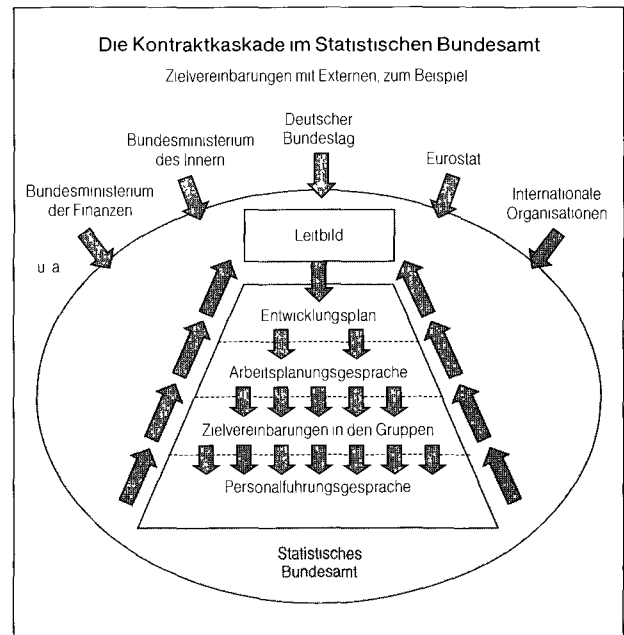 Die Kontraktkaskade im Statistischen Bundesamt
Zielvereinbarungen mit Externen, zum Beispiel
Deutscher
Bundestag
Bundesministerium
des Innern
Eurostat
Bundesministerium
der Finanzen
Internationale
Organisationen
u a
Leitbild
Entwicklungsplan
Arbeitsplanungsgesprache
Zielvereinbarungen in den Gruppen
Personalfuhrungsgesprache
Statistisches
Bundesamt